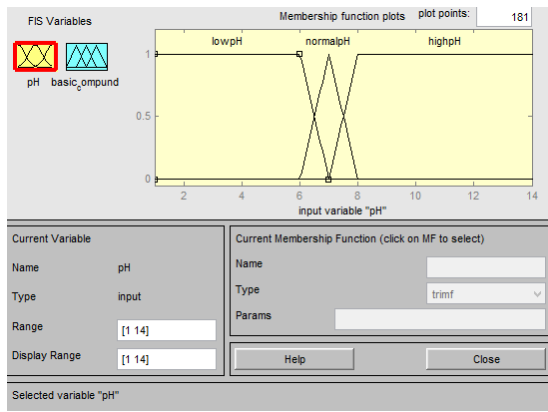 FIS Variables
Membership function plots plot points: 181
lowpH normalpH highpH
1
pH basic_compund
0.5
0
2 4 6 8 10 12 14
input variable "pH"
Current Variable
Name pH
Type input
Range [1 14]
Display Range [1 14]
Current Membership Function (click on MF to select)
Name
Type trimf
Params
Help Close
Selected variable "pH"